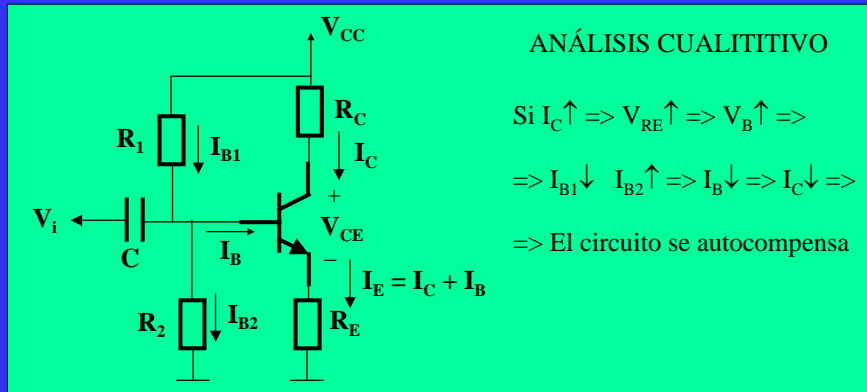 V_CC
R_C
R_1
I_B1
I_C
V_i
C
I_B
+
V_CE
−
I_E = I_C + I_B
R_2
I_B2
R_E
ANÁLISIS CUALITITIVO
Si I_C↑ => V_RE↑ => V_B↑ =>
=> I_B1↓ I_B2↑ => I_B↓ => I_C↓ =>
=> El circuito se autocompensa